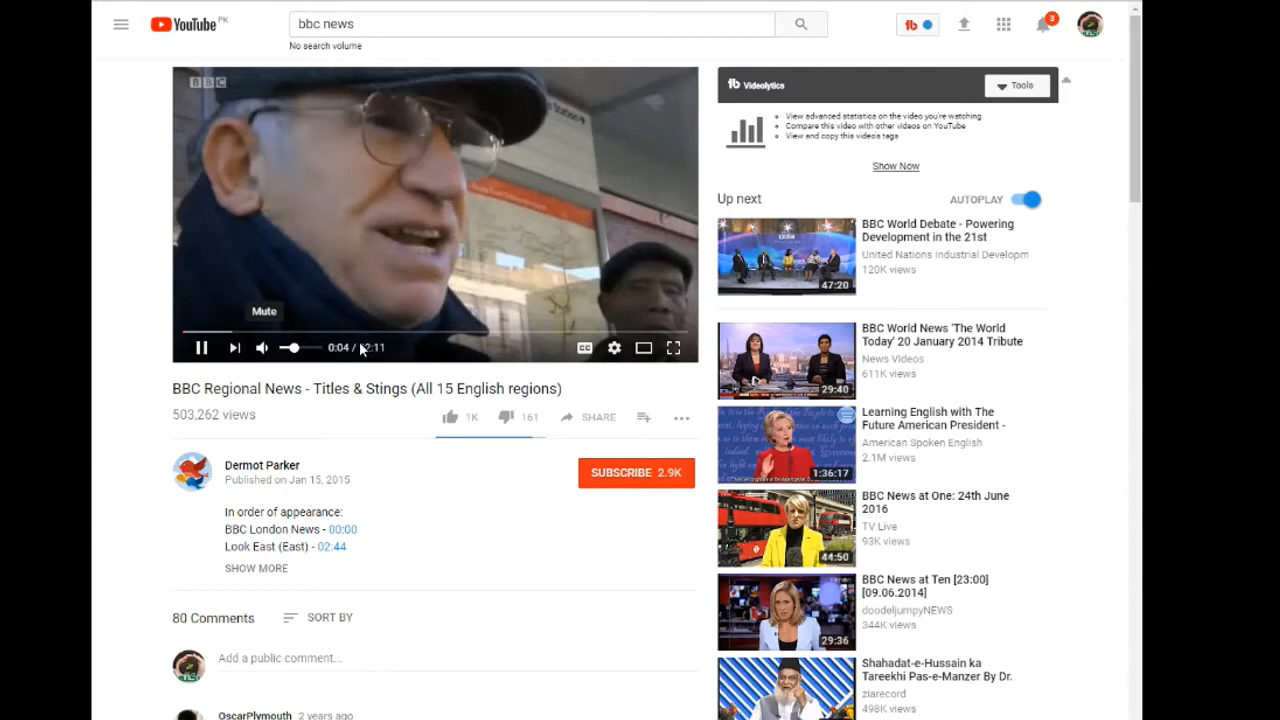 YouTube PK
bbc news
No search volume
tb
3
BBC
Mute
0:04 / 2:11
CC
BBC Regional News - Titles & Stings (All 15 English regions)
503,262 views
1K
161
SHARE
Dermot Parker
Published on Jan 15, 2015
SUBSCRIBE 2.9K
In order of appearance:
BBC London News - 00:00
Look East (East) - 02:44
SHOW MORE
80 Comments
SORT BY
Add a public comment...
OscarPlymouth 2 years ago
tb Videolytics
Tools
View advanced statistics on the video you're watching
Compare this video with other videos on YouTube
View and copy this video's tags
Show Now
Up next
AUTOPLAY
BBC World Debate - Powering
Development in the 21st
United Nations Industrial Developm
120K views
47:20
BBC World News 'The World
Today' 20 January 2014 Tribute
News Videos
611K views
29:40
Learning English with The
Future American President -
American Spoken English
2.1M views
1:36:17
BBC News at One: 24th June
2016
TV Live
93K views
44:50
BBC News at Ten [23:00]
[09.06.2014]
doodeljumpyNEWS
344K views
29:36
Shahadat-e-Hussain ka
Tareekhi Pas-e-Manzer By Dr.
ziarecord
498K views